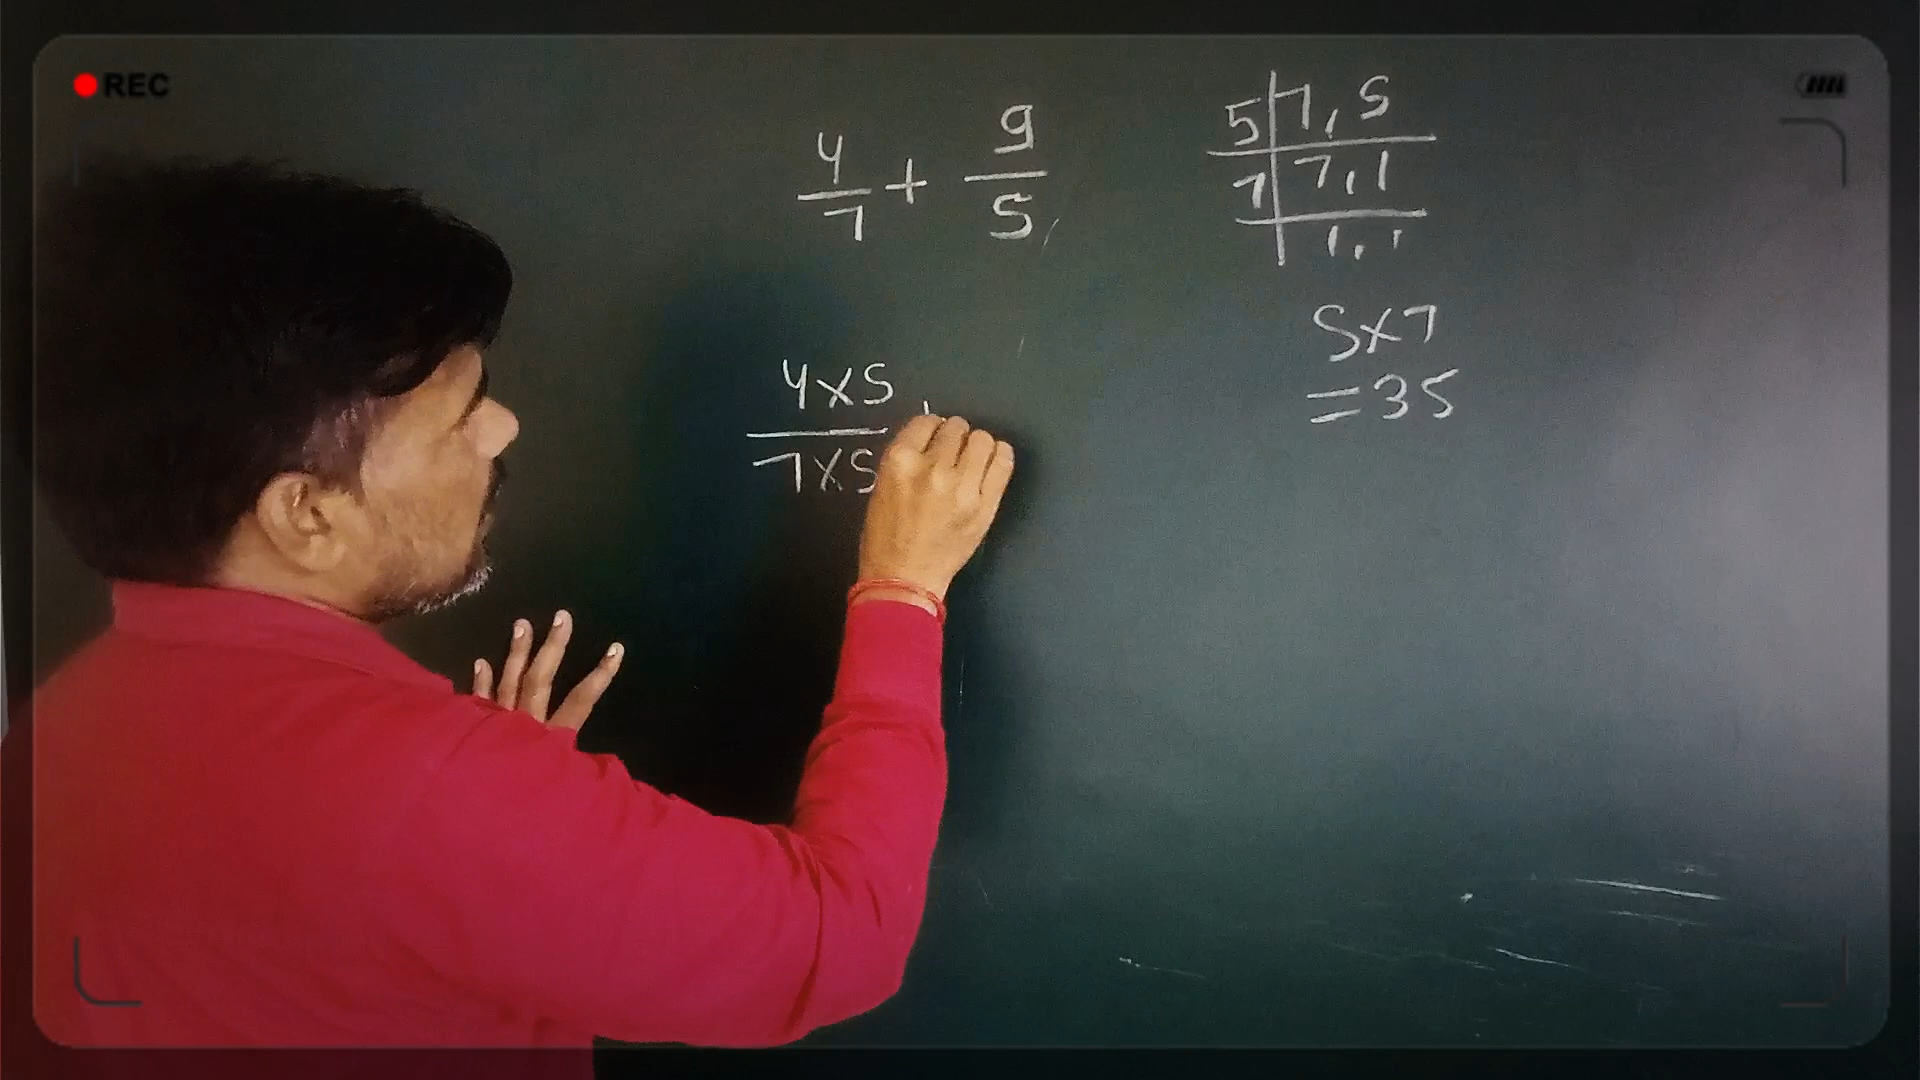 REC
4/7 + 9/5
5 | 7, 5
7 | 7, 1
1, 1
5×7
=35
4×5/7×5 +